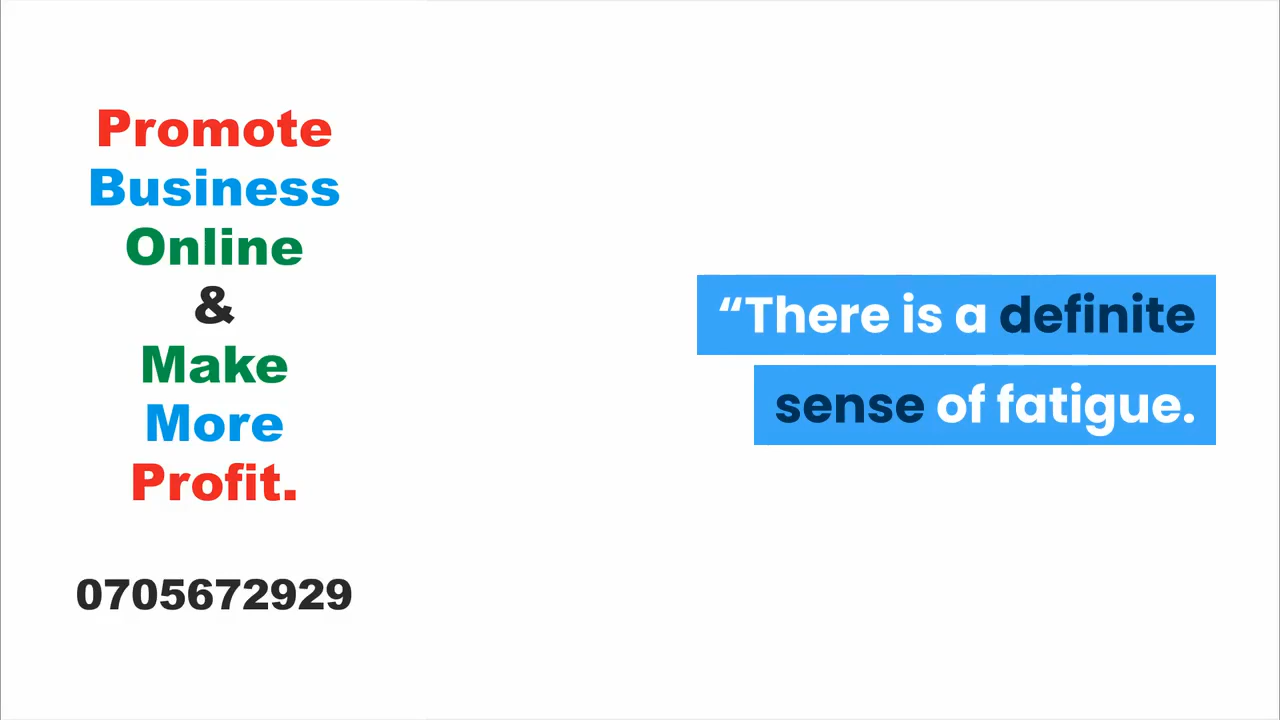 Promote
Business
Online
&
Make
More
Profit.
0705672929
“There is a definite
sense of fatigue.